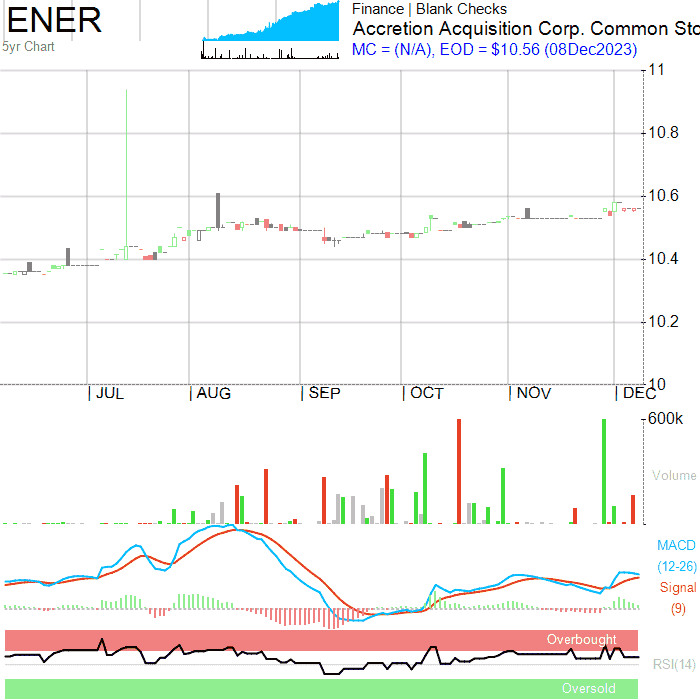 ENER
5yr Chart
Finance | Blank Checks
Accretion Acquisition Corp. Common Sto
MC = (N/A), EOD = $10.56 (08Dec2023)
11
10.8
10.6
10.4
10.2
10
JUL AUG SEP OCT NOV DEC
600k
Volume
MACD
(12-26)
Signal
(9)
Overbought
RSI(14)
Oversold